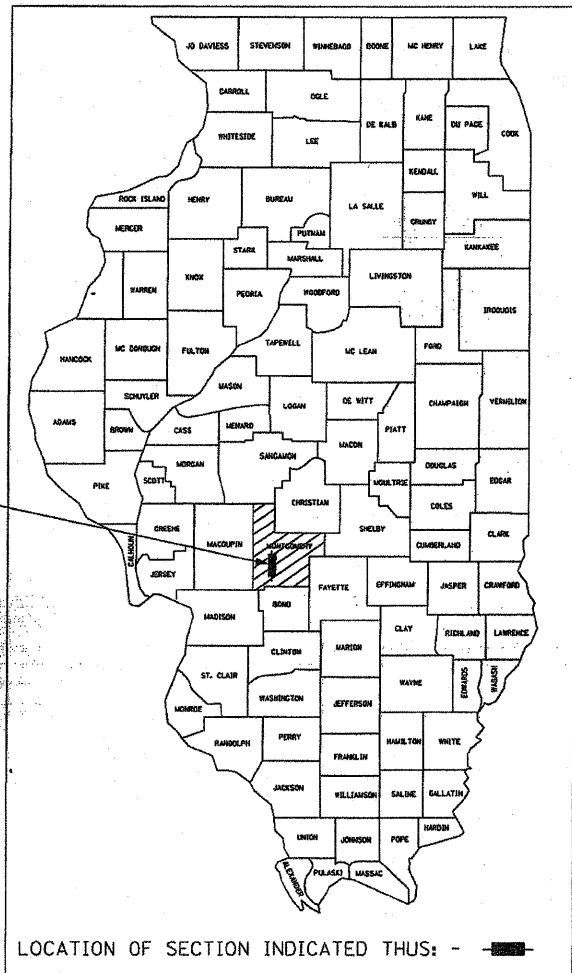 JO DAVIESS STEVENSON WINNEBAGO BOONE MC HENRY LAKE
CARROLL OGLE
DE KALB KANE DU PAGE COOK
WHITESIDE LEE
KENDALL
ROCK ISLAND HENRY BUREAU LA SALLE GRUNDY WILL
MERCER PUTNAM
STARK MARSHALL KANKAKEE
KNOX LIVINGSTON
WARREN PEORIA WOODFORD IROQUOIS
TAPEWELL FORD
HANCOCK MC DOROUGH FULTON MC LEAN
MASON
SCHUYLER LOGAN DE WITT CHAMPAIGN VERMILION
ADAMS BROWN CASS MENARD MACON PIATT
SANGAMON
MORGAN DOUGLAS
PIKE SCOTT CHRISTIAN MOULTRIE EDGAR
COLES
GREENE MACOUPIN SHELBY CLARK
CALHOUN MONTGOMERY CUMBERLAND
JERSEY
FAYETTE EFFINGHAM JASPER CRAWFORD
MADISON BOND
CLAY RICHLAND LAWRENCE
CLINTON MARION
ST. CLAIR WAYNE EDWARDS WABASH
WASHINGTON JEFFERSON
MONROE
RANDOLPH PERRY HAMILTON WHITE
FRANKLIN
JACKSON WILLIAMSON SALINE GALLATIN
HARDIN
UNION JOHNSON POPE
ALEXANDER PULASKI MASSAC
LOCATION OF SECTION INDICATED THUS: -